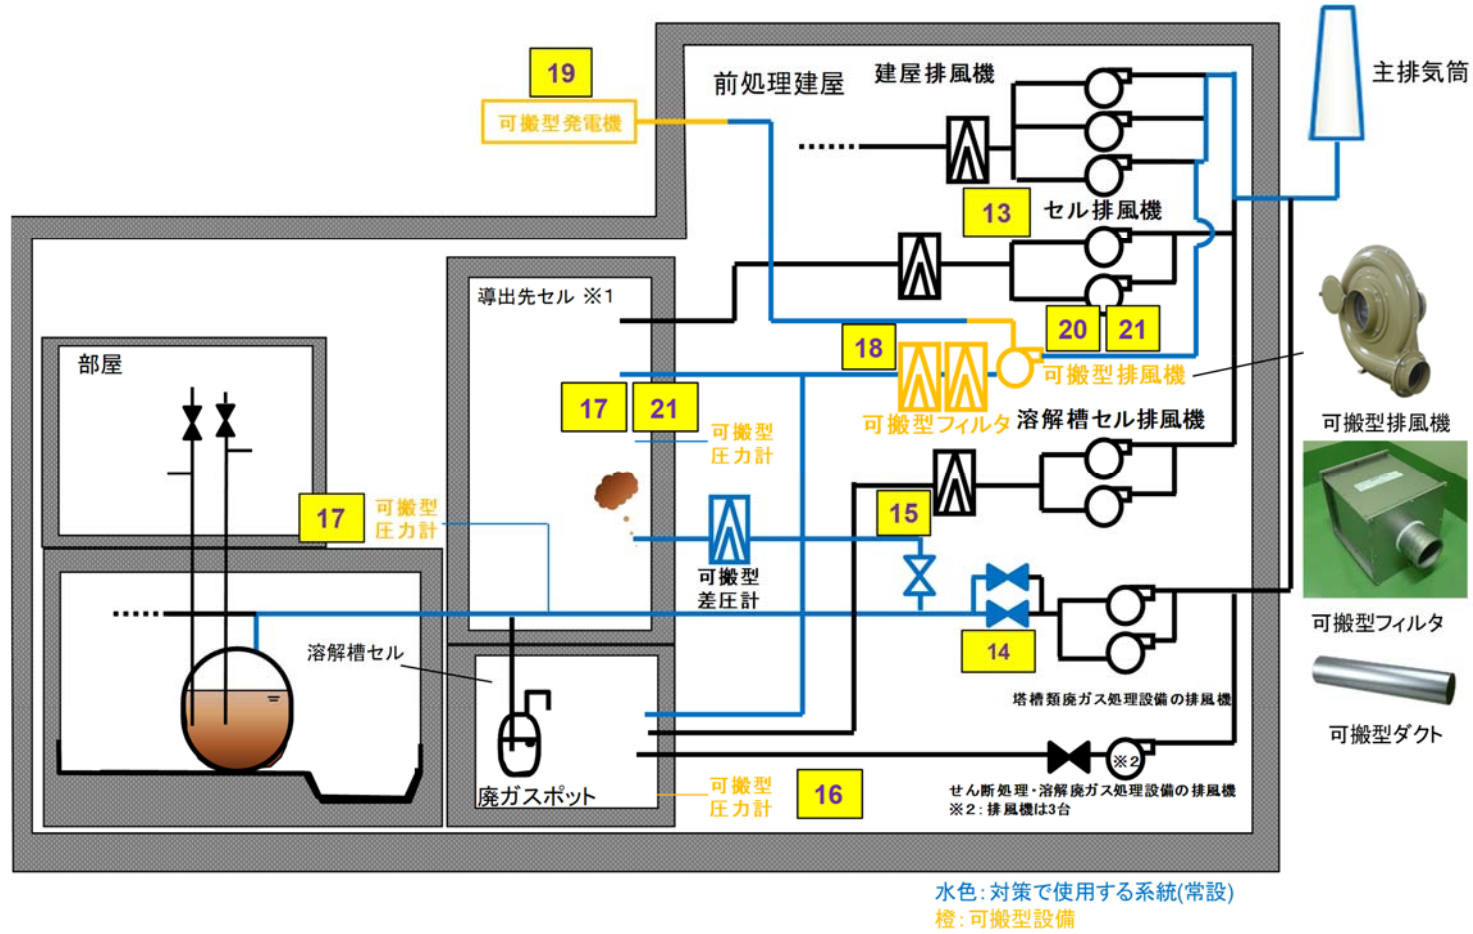 19
可搬型発電機
前処理建屋
建屋排風機
主排気筒
13
セル排風機
導出先セル ※1
20
21
18
可搬型排風機
部屋
17
21
可搬型フィルタ
溶解槽セル排風機
可搬型排風機
可搬型
圧力計
17
可搬型
圧力計
15
可搬型
差圧計
14
可搬型フィルタ
溶解槽セル
塔槽類廃ガス処理設備の排風機
可搬型ダクト
※2
廃ガスポット
可搬型
圧力計
16
せん断処理・溶解廃ガス処理設備の排風機
※2:排風機は3台
水色:対策で使用する系統(常設)
橙:可搬型設備